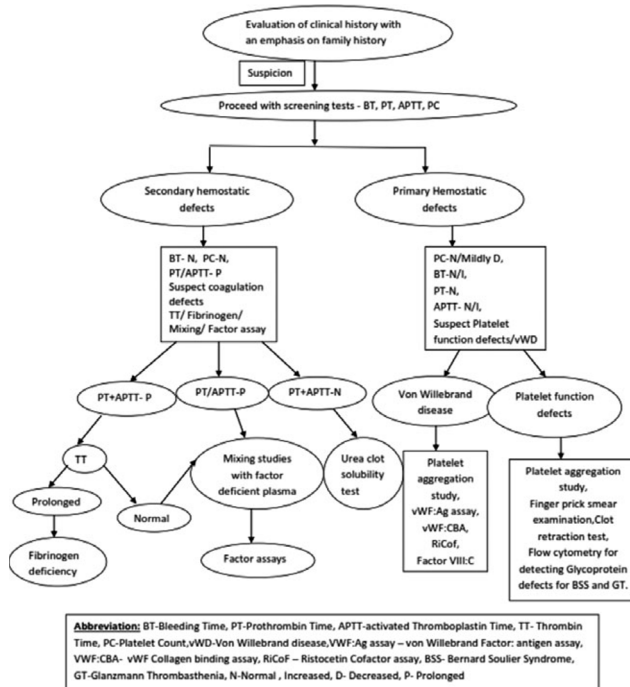 Evaluation of clinical history with
an emphasis on family history
Suspicion
Proceed with screening tests - BT, PT, APTT, PC
Secondary hemostatic
defects
Primary Hemostatic
defects
BT- N, PC-N,
PT/APTT- P
Suspect coagulation
defects
TT/ Fibrinogen/
Mixing/ Factor assay
PC-N/Mildly D,
BT-N/I,
PT-N,
APTT- N/I,
Suspect Platelet
function defects/vWD
PT+APTT- P
PT/APTT-P
PT+APTT-N
Von Willebrand
disease
Platelet function
defects
TT
Mixing studies
with factor
deficient plasma
Urea clot
solubility
test
Prolonged
Normal
Fibrinogen
deficiency
Factor assays
Platelet
aggregation
study,
vWF:Ag assay,
vWF:CBA,
RiCof,
Factor VIII:C
Platelet aggregation
study,
Finger prick smear
examination,Clot
retraction test,
Flow cytometry for
detecting Glycoprotein
defects for BSS and GT.
Abbreviation: BT-Bleeding Time, PT-Prothrombin Time, APTT-activated Thromboplastin Time, TT- Thrombin
Time, PC-Platelet Count,vWD-Von Willebrand disease,VWF:Ag assay – von Willebrand Factor: antigen assay,
VWF:CBA- vWF Collagen binding assay, RiCoF – Ristocetin Cofactor assay, BSS- Bernard Soulier Syndrome,
GT-Glanzmann Thrombasthenia, N-Normal , Increased, D- Decreased, P- Prolonged